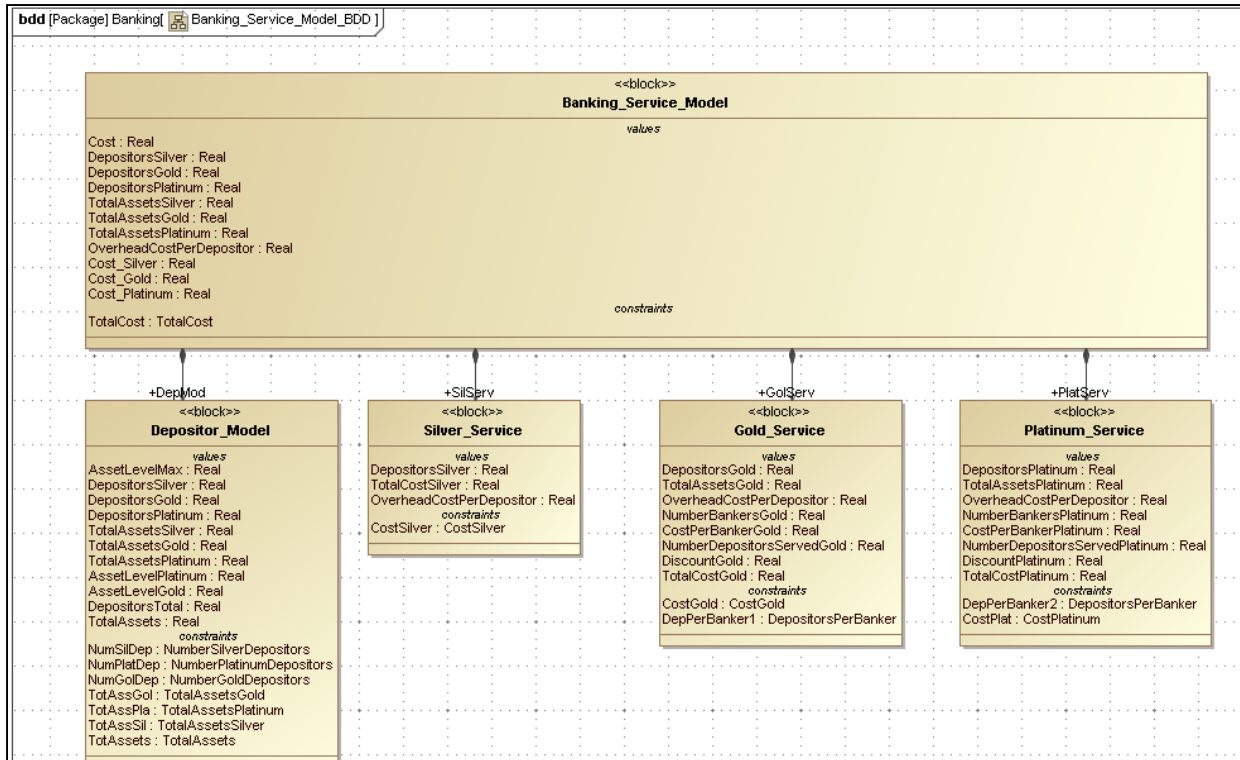 bdd [Package] Banking[ Banking_Service_Model_BDD ]
<<block>>
Banking_Service_Model
values
Cost : Real
DepositorsSilver : Real
DepositorsGold : Real
DepositorsPlatinum : Real
TotalAssetsSilver : Real
TotalAssetsGold : Real
TotalAssetsPlatinum : Real
OverheadCostPerDepositor : Real
Cost_Silver : Real
Cost_Gold : Real
Cost_Platinum : Real
constraints
TotalCost : TotalCost
+DepMod
<<block>>
Depositor_Model
values
AssetLevelMax : Real
DepositorsSilver : Real
DepositorsGold : Real
DepositorsPlatinum : Real
TotalAssetsSilver : Real
TotalAssetsGold : Real
TotalAssetsPlatinum : Real
AssetLevelPlatinum : Real
AssetLevelGold : Real
DepositorsTotal : Real
TotalAssets : Real
constraints
NumSilDep : NumberSilverDepositors
NumPlatDep : NumberPlatinumDepositors
NumGolDep : NumberGoldDepositors
TotAssGol : TotalAssetsGold
TotAssPla : TotalAssetsPlatinum
TotAssSil : TotalAssetsSilver
TotAssets : TotalAssets
+SilServ
<<block>>
Silver_Service
values
DepositorsSilver : Real
TotalCostSilver : Real
OverheadCostPerDepositor : Real
constraints
CostSilver : CostSilver
+GolServ
<<block>>
Gold_Service
values
DepositorsGold : Real
TotalAssetsGold : Real
OverheadCostPerDepositor : Real
NumberBankersGold : Real
CostPerBankerGold : Real
NumberDepositorsServedGold : Real
DiscountGold : Real
TotalCostGold : Real
constraints
CostGold : CostGold
DepPerBanker1 : DepositorsPerBanker
+PlatServ
<<block>>
Platinum_Service
values
DepositorsPlatinum : Real
TotalAssetsPlatinum : Real
OverheadCostPerDepositor : Real
NumberBankersPlatinum : Real
CostPerBankerPlatinum : Real
NumberDepositorsServedPlatinum : Real
DiscountPlatinum : Real
TotalCostPlatinum : Real
constraints
DepPerBanker2 : DepositorsPerBanker
CostPlat : CostPlatinum